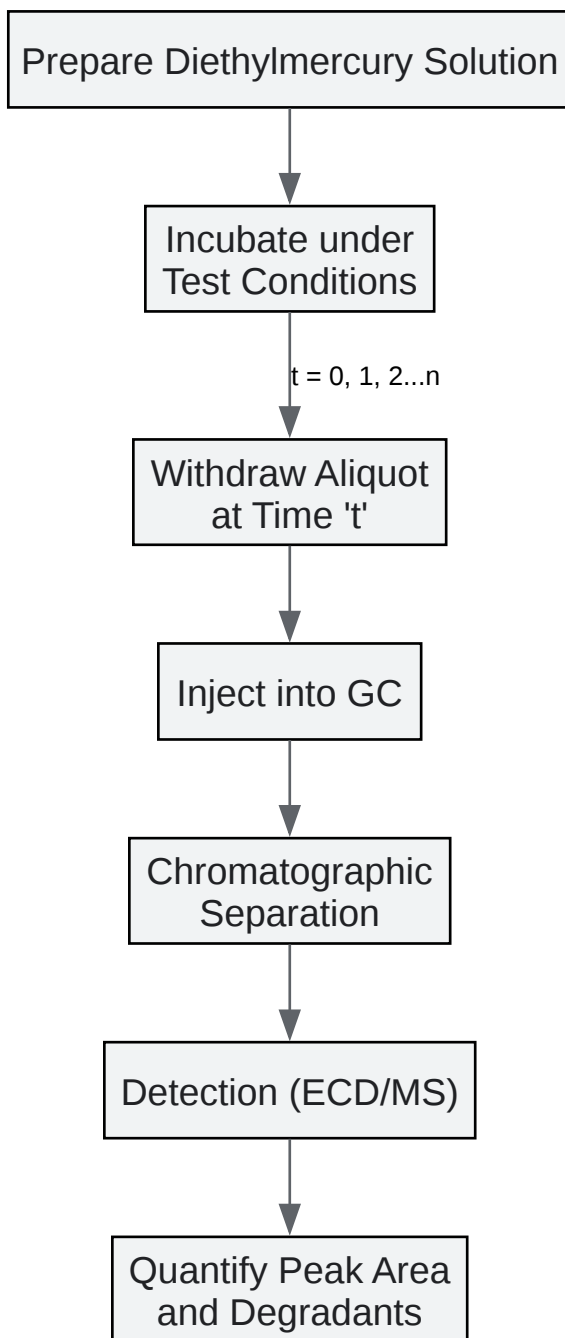 Prepare Diethylmercury Solution
Incubate under
Test Conditions
t = 0, 1, 2...n
Withdraw Aliquot
at Time 't'
Inject into GC
Chromatographic
Separation
Detection (ECD/MS)
Quantify Peak Area
and Degradants